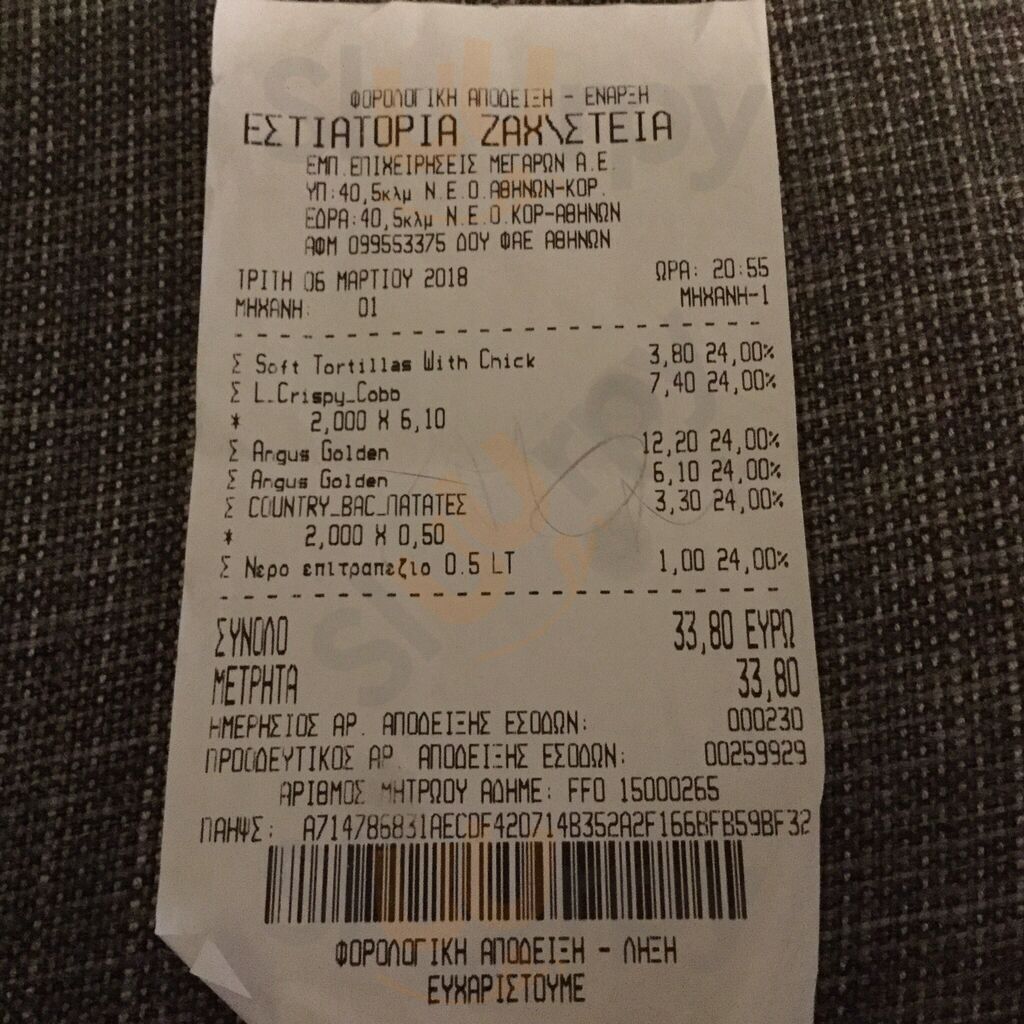 ΦΟΡΟΛΟΓΙΚΗ ΑΠΟΔΕΙΞΗ - ΕΝΑΡΞΗ
ΕΣΤΙΑΤΟΡΙΑ ΖΑΧ\ΣΤΕΙΑ
ΕΜΠ.ΕΠΙΧΕΙΡΗΣΕΙΣ ΜΕΓΑΡΩΝ Α.Ε.
ΥΠ:40,5κλμ Ν.Ε.Ο.ΑΘΗΝΩΝ-ΚΟΡ.
ΕΔΡΑ:40,5κλμ Ν.Ε.Ο.ΚΟΡ-ΑΘΗΝΩΝ
ΑΦΜ 099553375 ΔΟΥ ΦΑΕ ΑΘΗΝΩΝ
ΤΡΙΤΗ 06 ΜΑΡΤΙΟΥ 2018 ΩΡΑ: 20:55
ΜΗΧΑΝΗ: 01 ΜΗΧΑΝΗ-1
Σ Soft Tortillas With Chick 3,80 24,00%
Σ L_Crispy_Cobb 7,40 24,00%
* 2,000 X 6,10
Σ Angus Golden 12,20 24,00%
Σ Angus Golden 6,10 24,00%
Σ COUNTRY_BAC_ΠΑΤΑΤΕΣ 3,30 24,00%
* 2,000 X 0,50
Σ Νερο επιτραπεζιο 0.5 LT 1,00 24,00%
ΣΥΝΟΛΟ 33,80 ΕΥΡΩ
ΜΕΤΡΗΤΑ 33,80
ΗΜΕΡΗΣΙΟΣ ΑΡ. ΑΠΟΔΕΙΞΗΣ ΕΣΟΔΩΝ: 000230
ΠΡΟΟΔΕΥΤΙΚΟΣ ΑΡ. ΑΠΟΔΕΙΞΗΣ ΕΣΟΔΩΝ: 00259929
ΑΡΙΘΜΟΣ ΜΗΤΡΩΟΥ ΑΔΗΜΕ: FFO 15000265
ΠΑΗΨΣ: A714786831AECDF420714B352A2F166BFB59BF32
ΦΟΡΟΛΟΓΙΚΗ ΑΠΟΔΕΙΞΗ - ΛΗΞΗ
ΕΥΧΑΡΙΣΤΟΥΜΕ